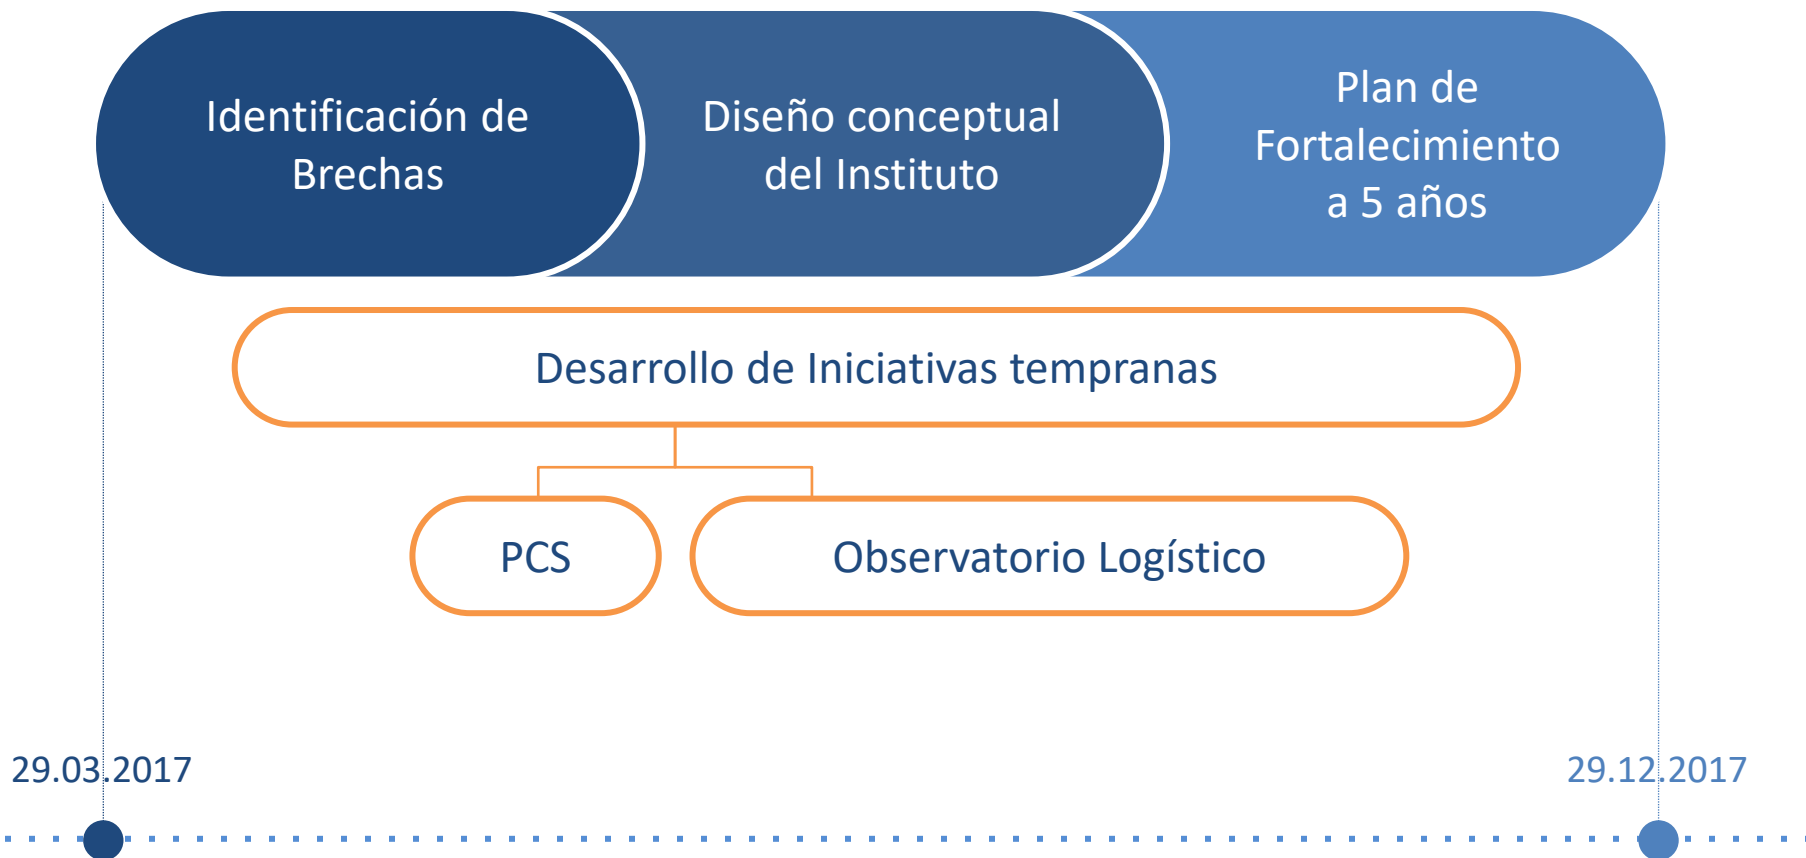 Identificación de
Brechas
Diseño conceptual
del Instituto
Plan de
Fortalecimiento
a 5 años
Desarrollo de Iniciativas tempranas
PCS
Observatorio Logístico
29.03.2017
29.12.2017